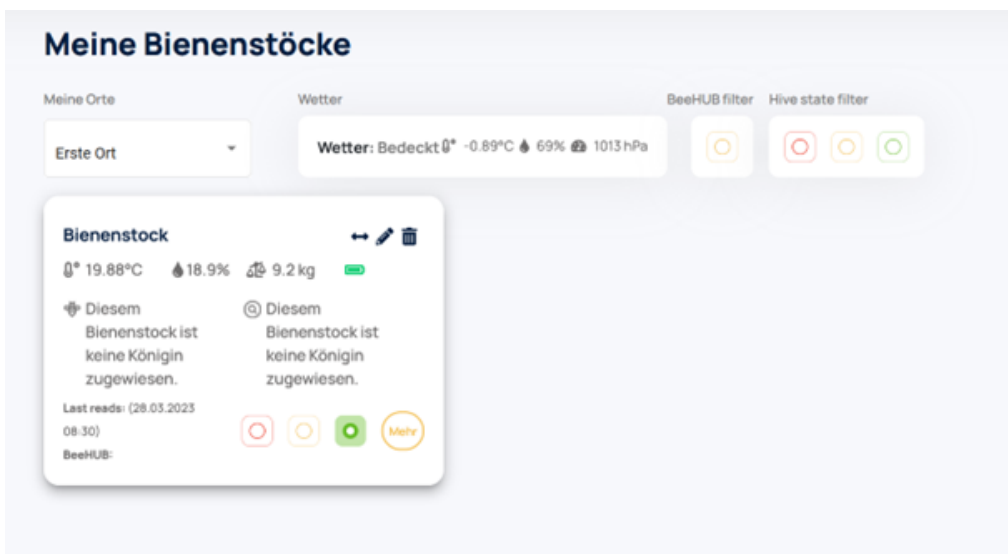 Meine Bienenstöcke
Meine Orte
Wetter
BeeHUB filter
Hive state filter
Erste Ort
Wetter: Bedeckt -0.89°C 69% 1013 hPa
Bienenstock
19.88°C 18.9% 9.2 kg
Diesem
Bienenstock ist
keine Königin
zugewiesen.
Diesem
Bienenstock ist
keine Königin
zugewiesen.
Last reads: (28.03.2023
08:30)
BeeHUB:
Mehr